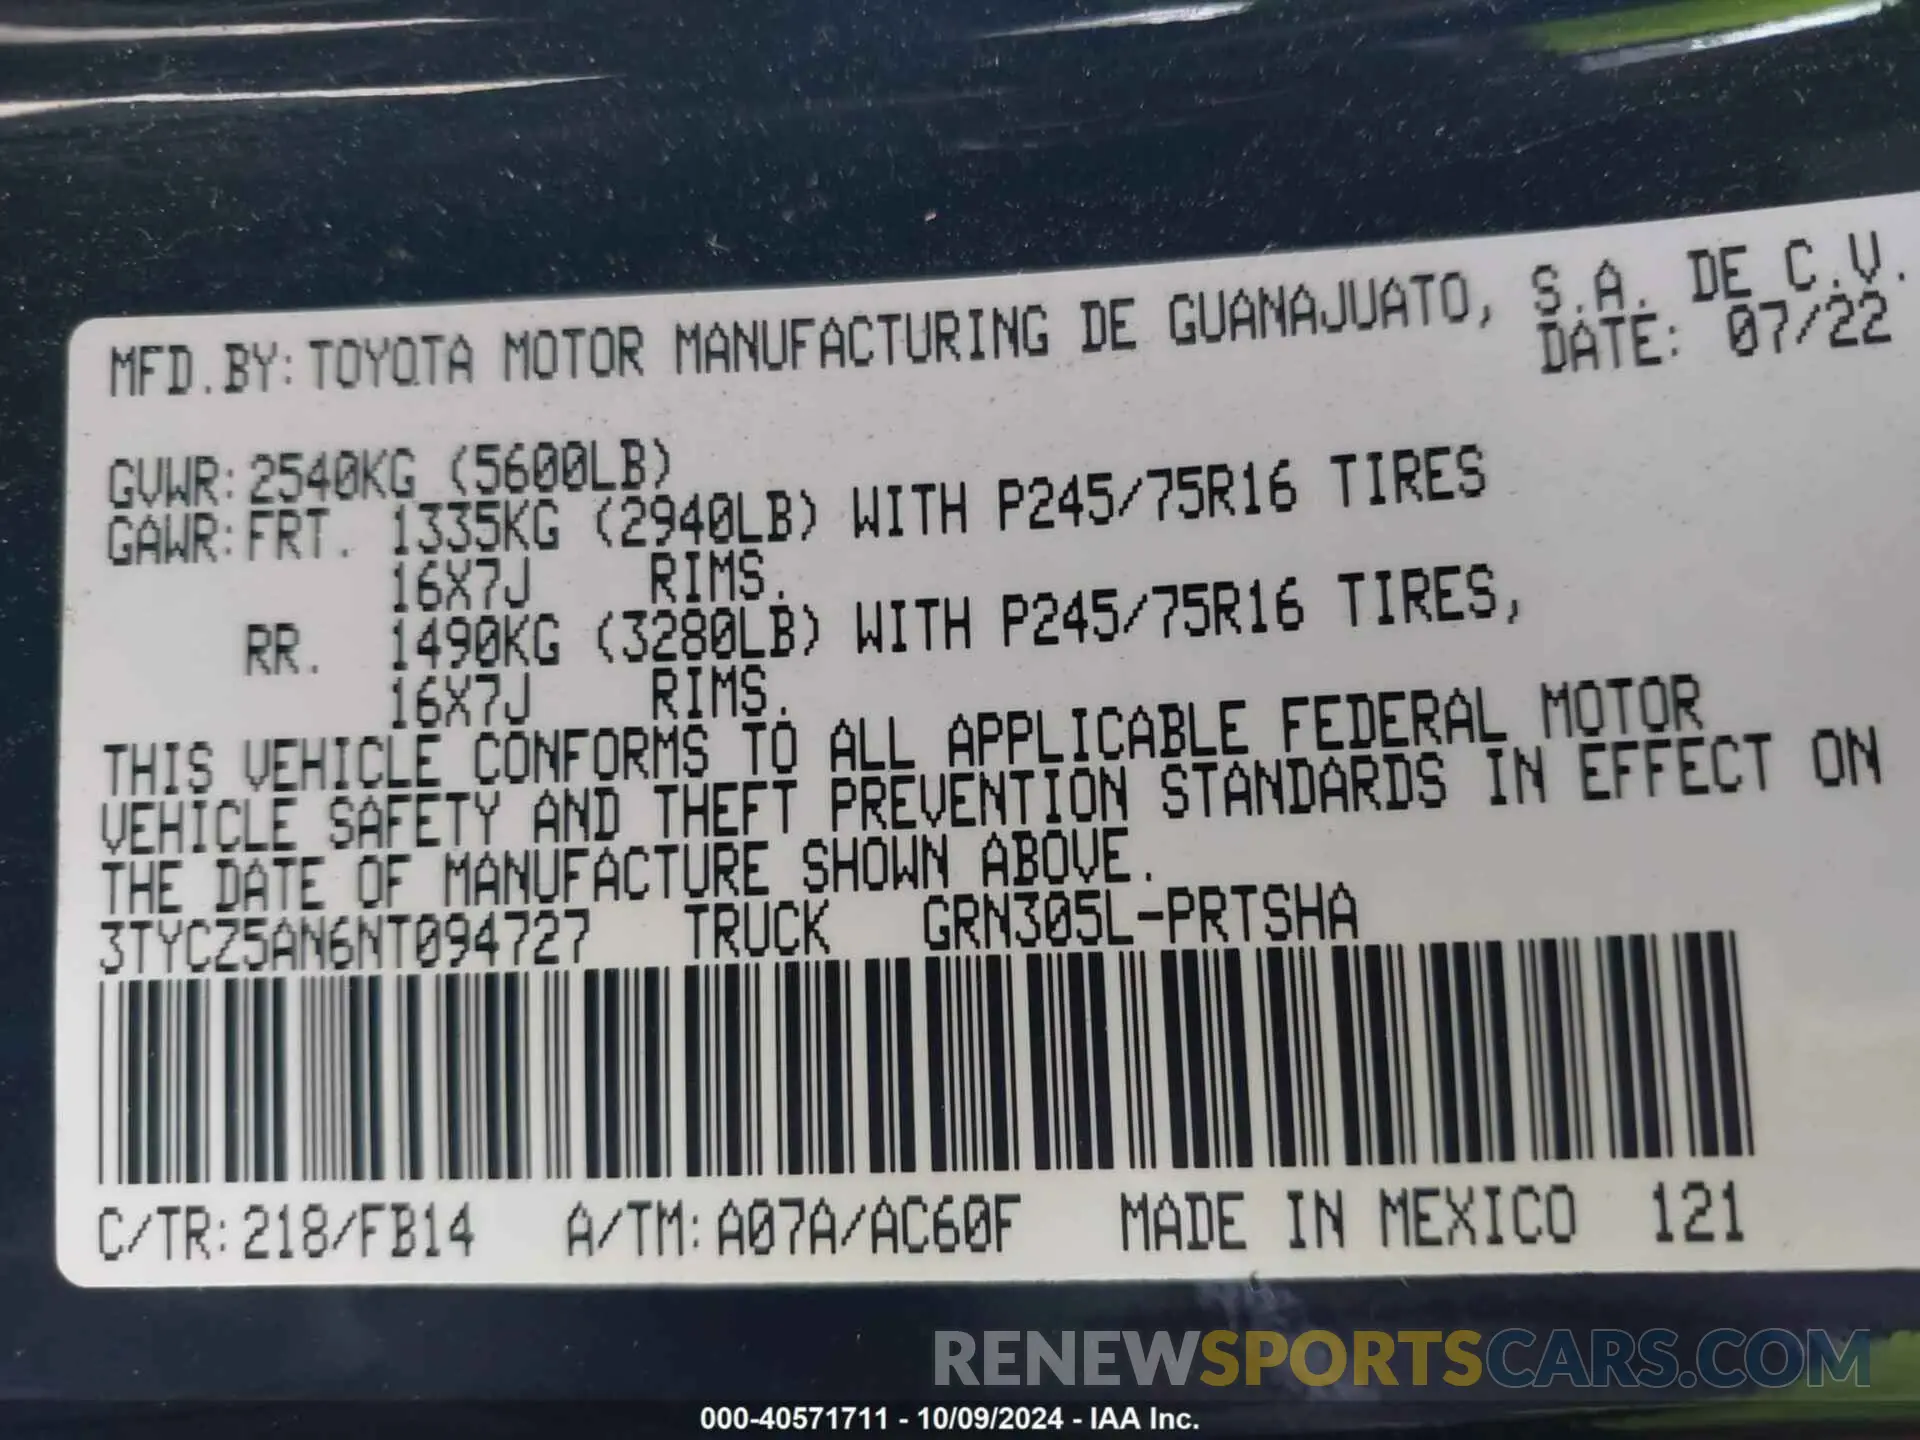 MFD.BY:TOYOTA MOTOR MANUFACTURING DE GUANAJUATO, S.A. DE C.V.
DATE: 07/22
GVWR:2540KG (5600LB)
GAWR:FRT. 1335KG (2940LB) WITH P245/75R16 TIRES
16X7J RIMS.
RR. 1490KG (3280LB) WITH P245/75R16 TIRES,
16X7J RIMS.
THIS VEHICLE CONFORMS TO ALL APPLICABLE FEDERAL MOTOR
VEHICLE SAFETY AND THEFT PREVENTION STANDARDS IN EFFECT ON
THE DATE OF MANUFACTURE SHOWN ABOVE.
3TYCZ5AN6NT094727 TRUCK GRN305L-PRTSHA
C/TR:218/FB14 A/TM:A07A/AC60F MADE IN MEXICO 121
RENEWSPORTSCARS.COM
000-40571711 - 10/09/2024 - IAA Inc.